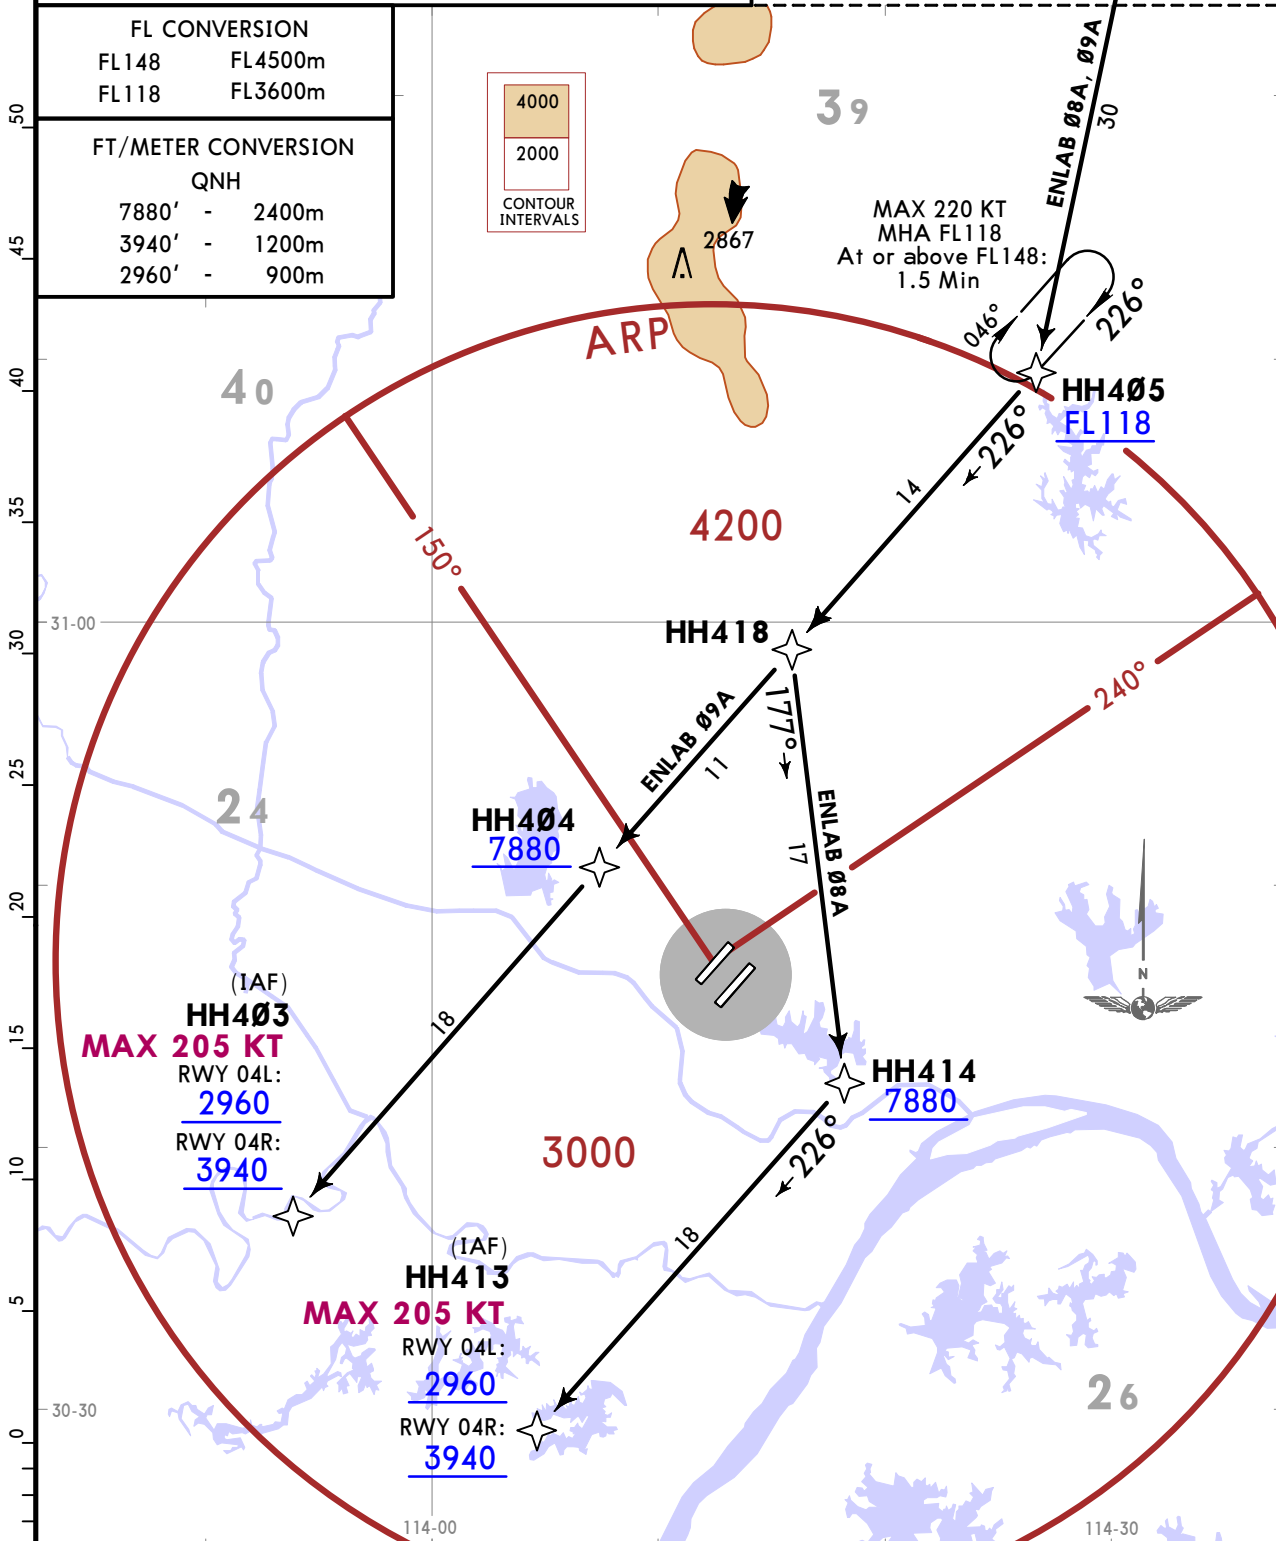 FL CONVERSION
FL148 FL4500m
FL118 FL3600m
FT/METER CONVERSION
QNH
7880' - 2400m
3940' - 1200m
2960' - 900m
4000
2000
CONTOUR
INTERVALS
39
ENLAB Ø8A, Ø9A
30
2867
MAX 220 KT
MHA FL118
At or above FL148:
1.5 Min
046°
226°
ARP
40
HH4Ø5
FL118
226°
14
4200
150°
31-00
HH418
240°
177°
ENLAB Ø9A
11
24
HH4Ø4
7880
17
ENLAB Ø8A
N
(IAF)
HH4Ø3
MAX 205 KT
RWY 04L:
2960
RWY 04R:
3940
18
HH414
7880
226°
3000
18
(IAF)
HH413
MAX 205 KT
RWY 04L:
2960
RWY 04R:
3940
26
30-30
114-00
114-30
50
45
40
35
30
25
20
15
10
5
0